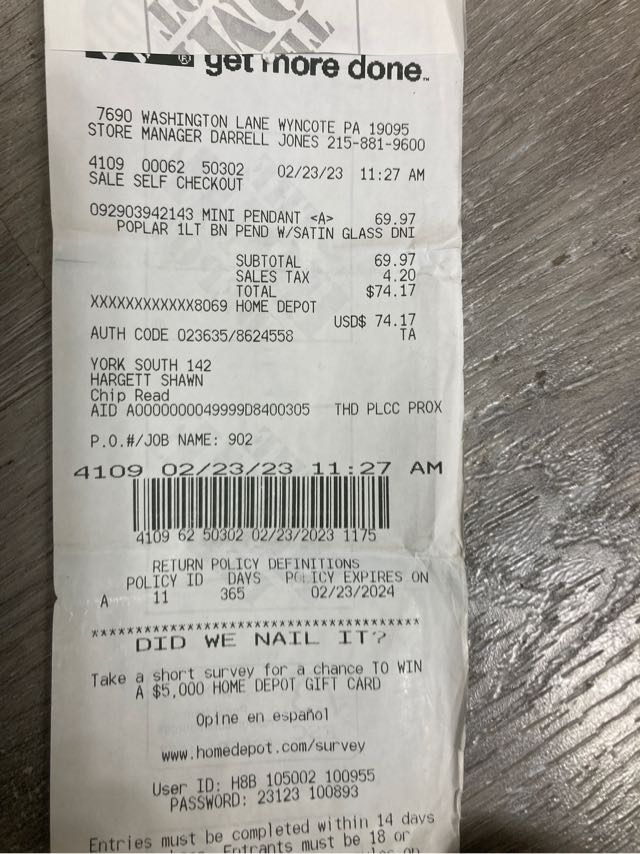 get more done.™
7690 WASHINGTON LANE WYNCOTE PA 19095
STORE MANAGER DARRELL JONES 215-881-9600
4109 00062 50302 02/23/23 11:27 AM
SALE SELF CHECKOUT
092903942143 MINI PENDANT <A> 69.97
POPLAR 1LT BN PEND W/SATIN GLASS DNI
SUBTOTAL 69.97
SALES TAX 4.20
TOTAL $74.17
XXXXXXXXXXXX8069 HOME DEPOT
USD$ 74.17
AUTH CODE 023635/8624558 TA
YORK SOUTH 142
HARGETT SHAWN
Chip Read
AID A0000000049999D8400305 THD PLCC PROX
P.O.#/JOB NAME: 902
4109 02/23/23 11:27 AM
4109 62 50302 02/23/2023 1175
RETURN POLICY DEFINITIONS
POLICY ID DAYS POLICY EXPIRES ON
A 11 365 02/23/2024
******************************************
DID WE NAIL IT?
Take a short survey for a chance TO WIN
A $5,000 HOME DEPOT GIFT CARD
Opine en español
www.homedepot.com/survey
User ID: H8B 105002 100955
PASSWORD: 23123 100893
Entries must be completed within 14 days
Entrants must be 18 or